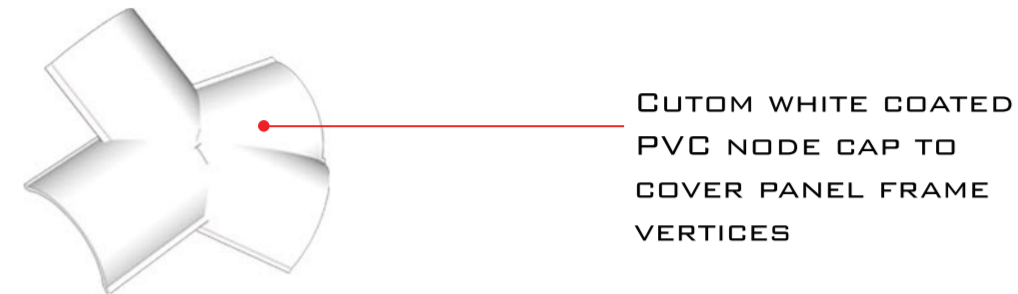 Cutom white coated
PVC node cap to
cover panel frame
vertices